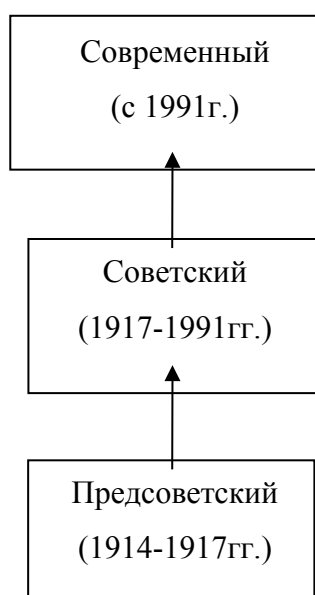 Современный
(с 1991г.)
Советский
(1917-1991гг.)
Предсоветский
(1914-1917гг.)